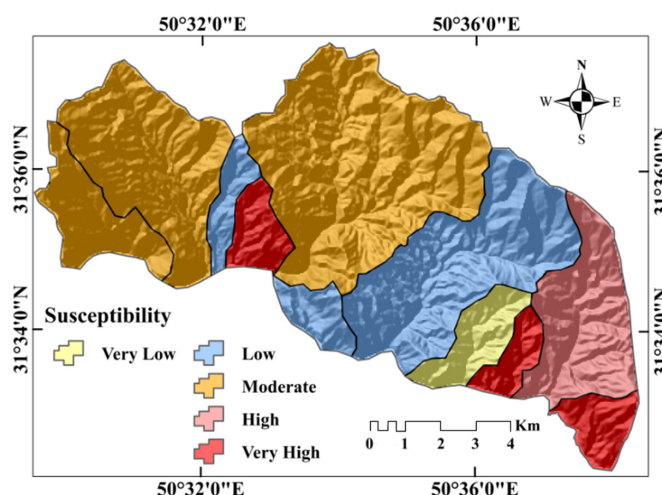 50°32'0"E 50°36'0"E
N
W E
S
31°36'0"N 31°36'0"N
31°34'0"N 31°34'0"N
Susceptibility
Very Low
Low
Moderate
High
Very High
Km
0 1 2 3 4
50°32'0"E 50°36'0"E